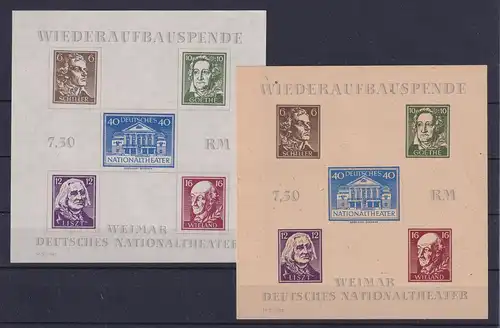 WIEDERAUFBAUSPENDE
6 6
SCHILLER
10 10
GOETHE
40 DEUTSCHES 40
NATIONALTHEATER
7,50 RM
12 12
LISZT
16 16
WIELAND
WEIMAR
DEUTSCHES NATIONALTHEATER
WIEDERAUFBAUSPENDE
6 6
SCHILLER
10 10
GOETHE
40 DEUTSCHES 40
NATIONALTHEATER
7,50 RM
12 12
LISZT
16 16
WIELAND
WEIMAR
DEUTSCHES NATIONALTHEATER